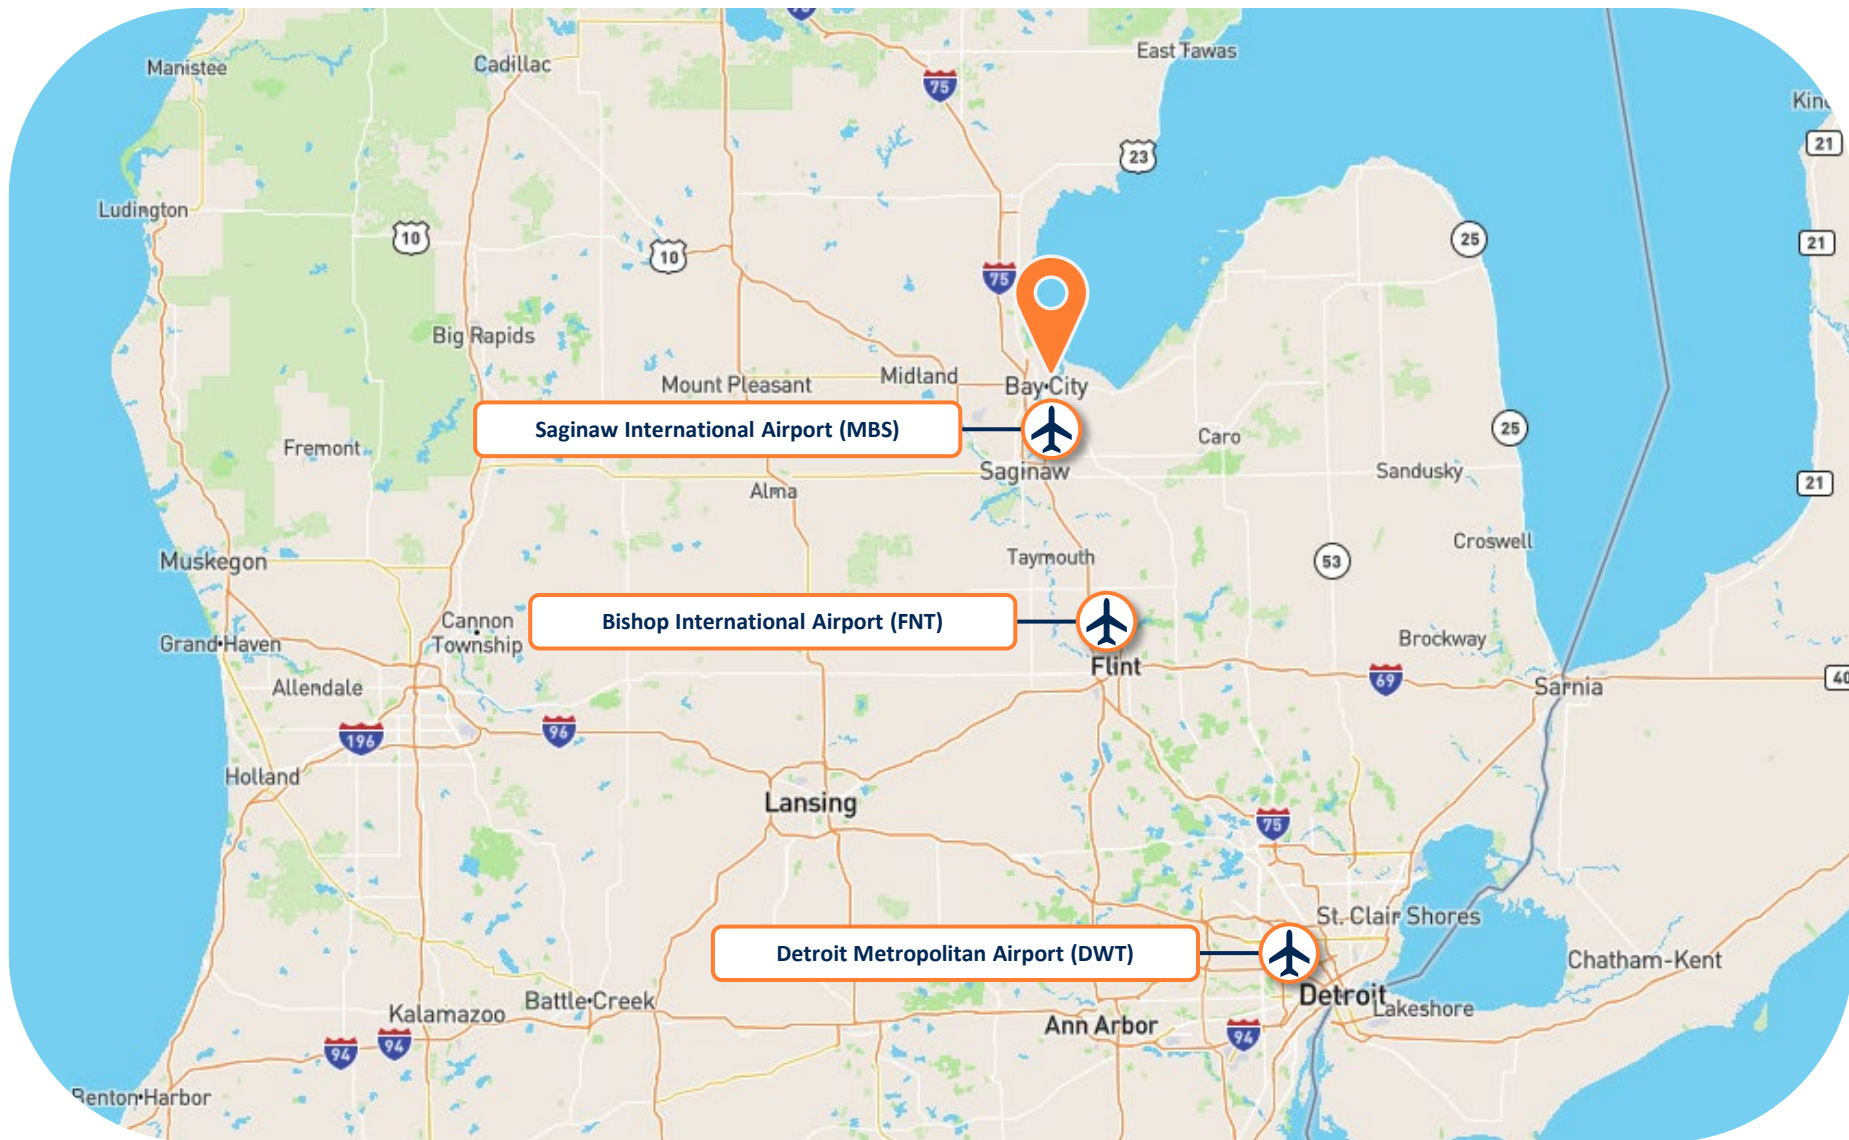 75
Manistee
Cadillac
East Tawas
75
Kin
21
23
Ludington
10
10
25
21
75
Big Rapids
Mount Pleasant
Midland
Bay City
Saginaw International Airport (MBS)
Fremont
Caro
25
Saginaw
Sandusky
Alma
21
Muskegon
Taymouth
53
Croswell
Cannon
Township
Bishop International Airport (FNT)
Grand Haven
Brockway
Flint
Allendale
69
Sarnia
40
196
96
Holland
Lansing
75
St. Clair Shores
Detroit Metropolitan Airport (DWT)
Chatham-Kent
Detroit
Lakeshore
Battle Creek
Kalamazoo
Ann Arbor
94
94
94
Benton Harbor